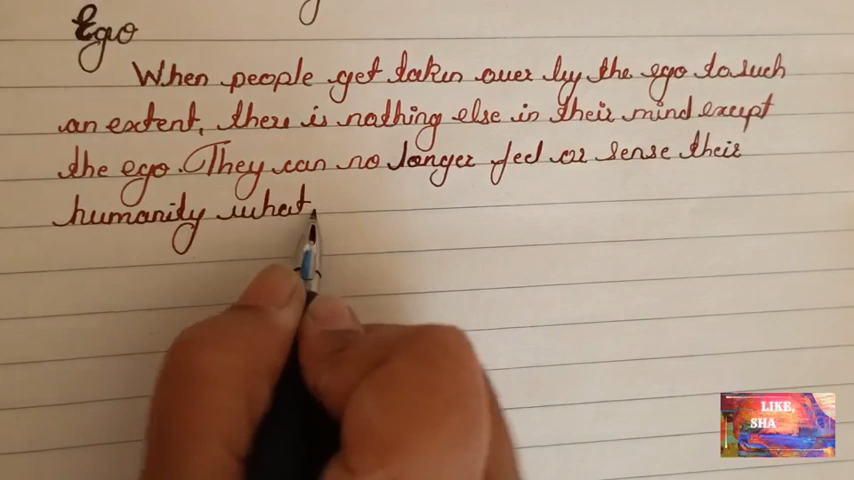 Ego
When people get taken over by the ego to such
an extent, there is nothing else in their mind except
the ego. They can no longer feel or sense their
humanity what
LIKE,
SHA